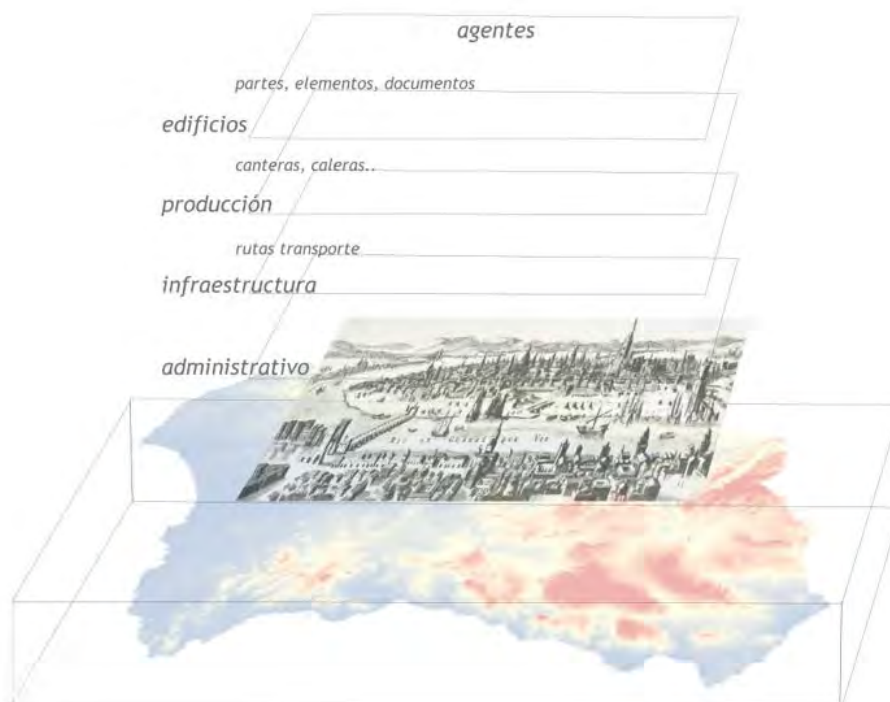 agentes
partes, elementos, documentos
edificios
canteras, caleras..
producción
rutas transporte
infraestructura
administrativo